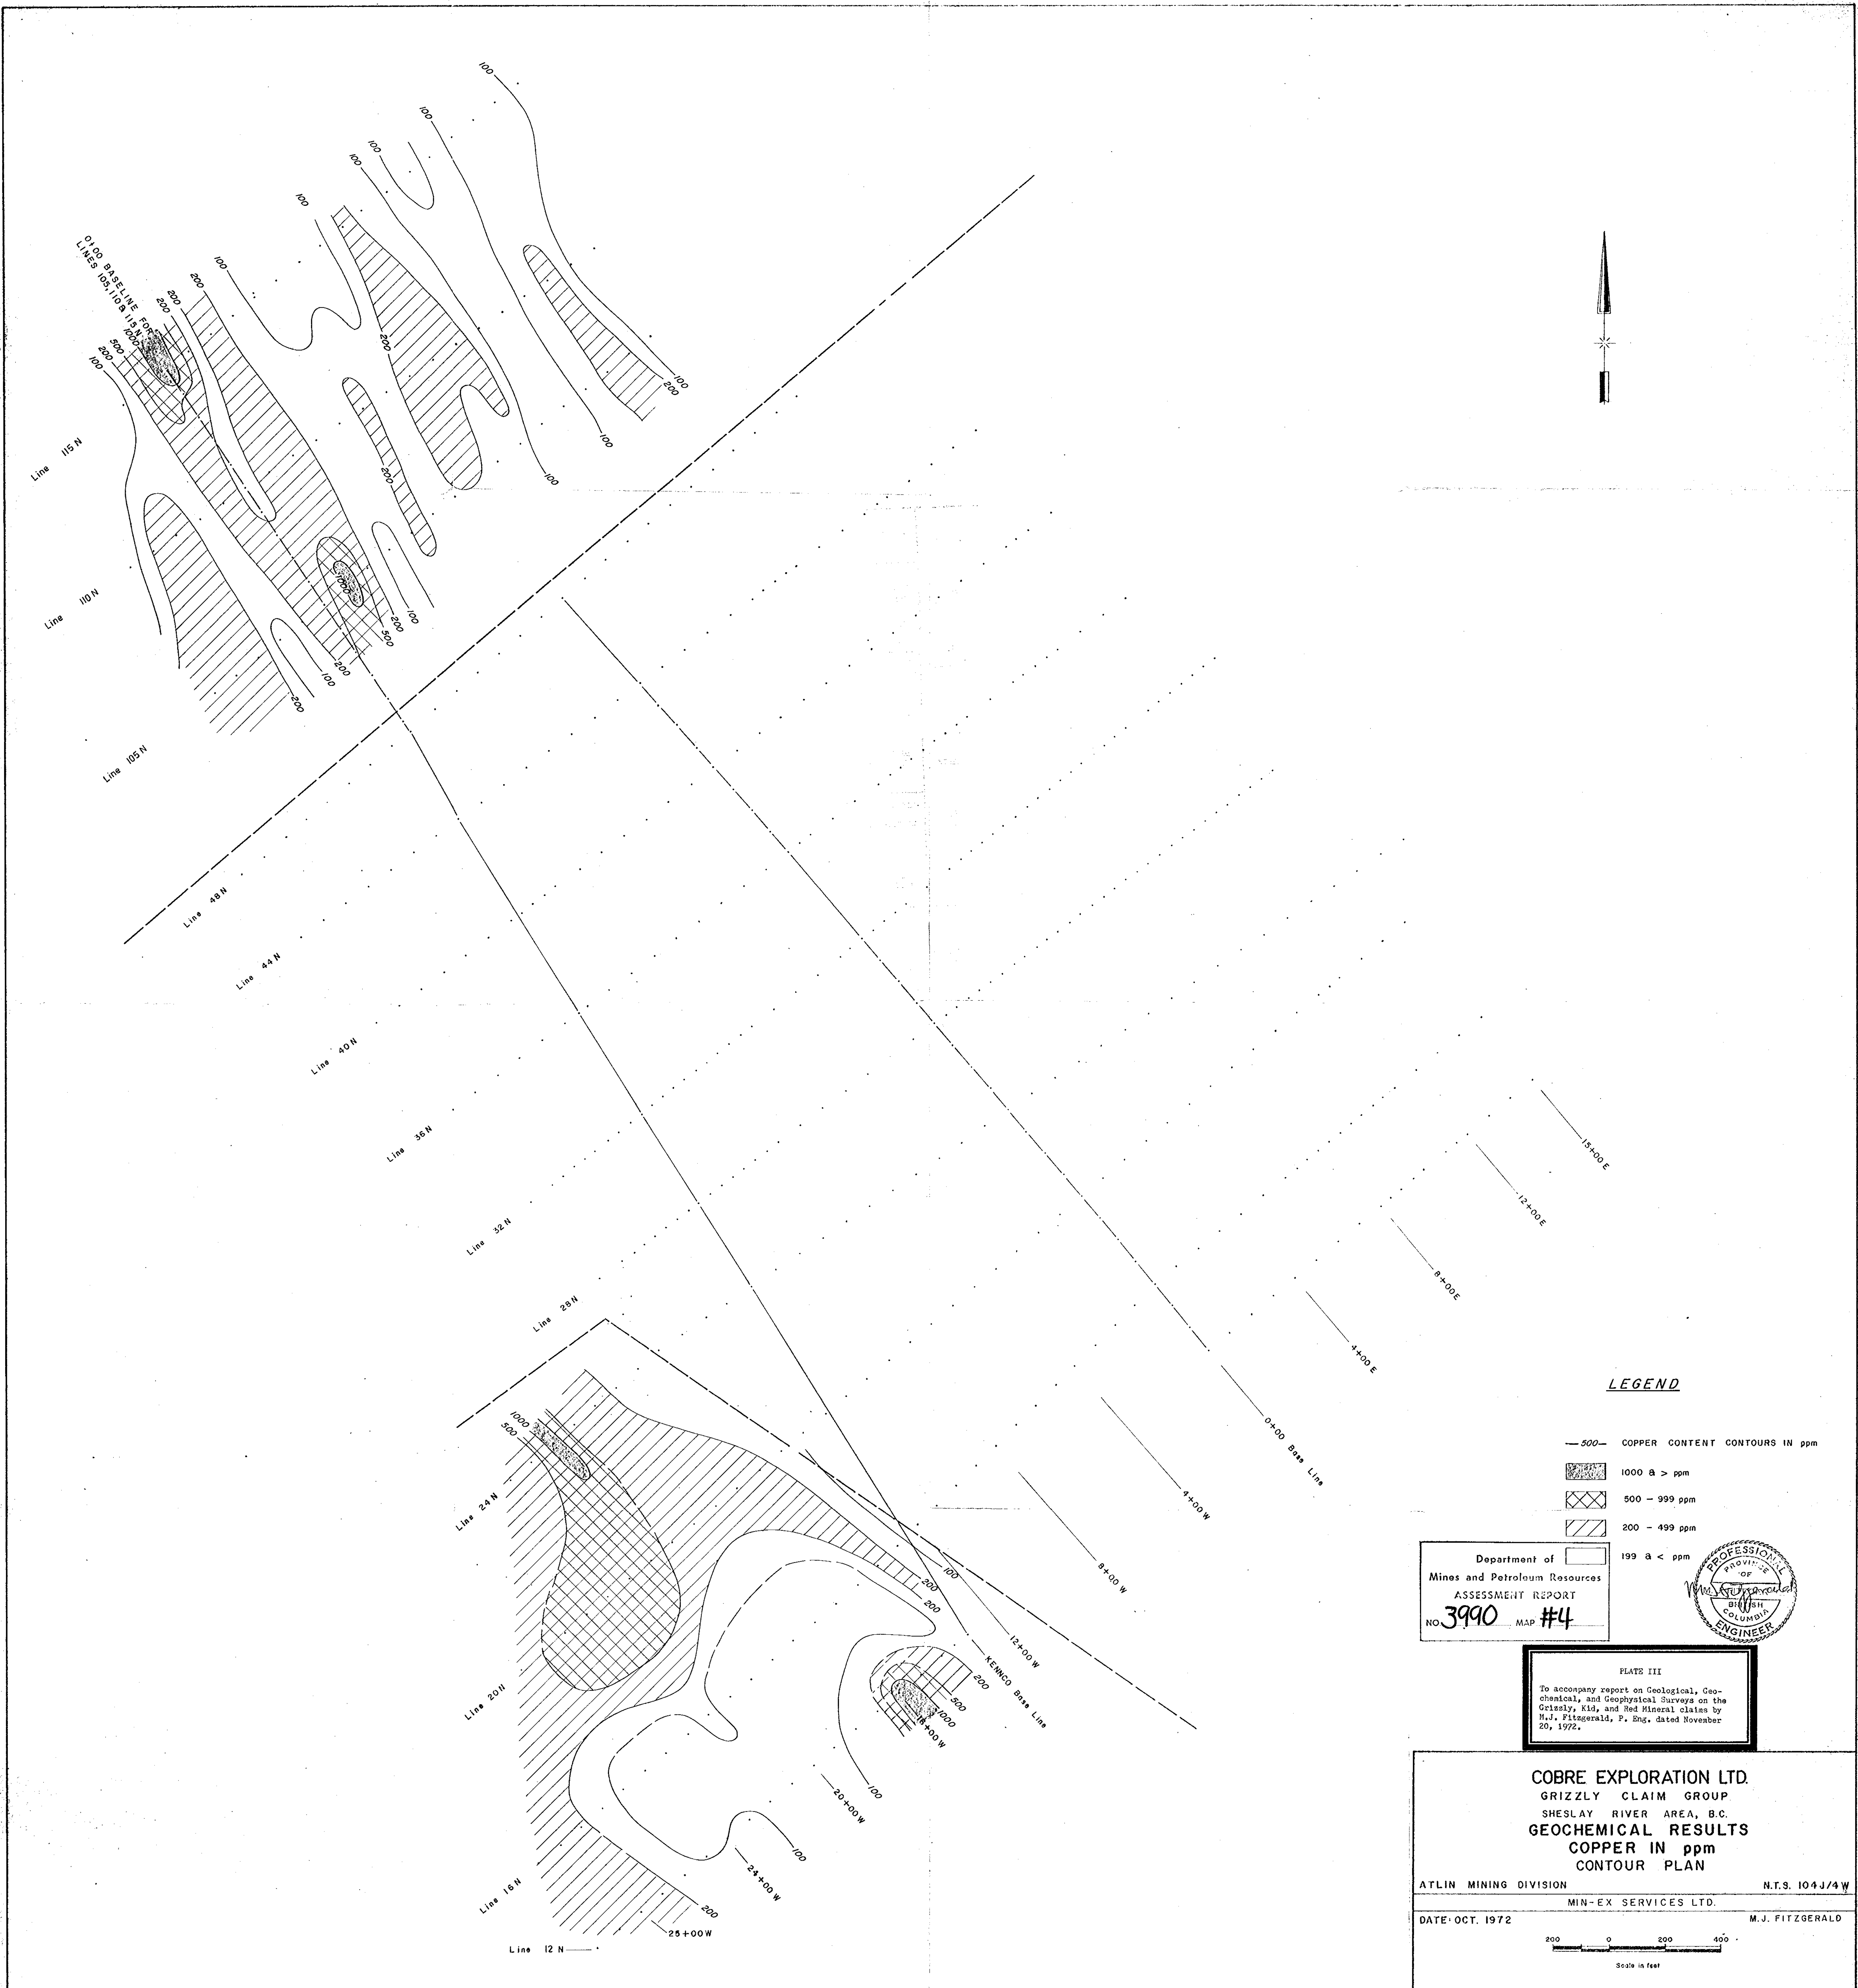 100
100
100
100
100
100
0+00 BASELINE FOR
LINES 105, 110 & 115 N
200
200
200
1000
500
200
100
200
100
200
100
100
200
1000
100
200
500
200
100
200
Line 115 N
Line 110 N
Line 105 N
Line 48 N
Line 44 N
Line 40 N
Line 36 N
Line 32 N
Line 28 N
Line 24 N
Line 20 N
Line 16 N
Line 12 N
15+00 E
12+00 E
8+00 E
4+00 E
0+00 Base Line
4+00 W
8+00 W
12+00 W
KENNCO Base Line
1000
500
100
200
200
200
500
1000
16+00 W
20+00 W
100
100
24+00 W
200
25+00 W
LEGEND
—500— COPPER CONTENT CONTOURS IN ppm
1000 & > ppm
500 – 999 ppm
200 – 499 ppm
199 & < ppm
Department of
Mines and Petroleum Resources
ASSESSMENT REPORT
NO 3990 MAP #4
PROFESSIONAL
PROVINCE
OF
BRITISH
COLUMBIA
ENGINEER
PLATE III
To accompany report on Geological, Geo-
chemical, and Geophysical Surveys on the
Grizzly, Kid, and Red Mineral claims by
M.J. Fitzgerald, P. Eng. dated November
20, 1972.
COBRE EXPLORATION LTD.
GRIZZLY CLAIM GROUP
SHESLAY RIVER AREA, B.C.
GEOCHEMICAL RESULTS
COPPER IN ppm
CONTOUR PLAN
ATLIN MINING DIVISION N.T.S. 104J/4W
MIN-EX SERVICES LTD.
DATE: OCT. 1972 M.J. FITZGERALD
200 0 200 400
Scale in feet